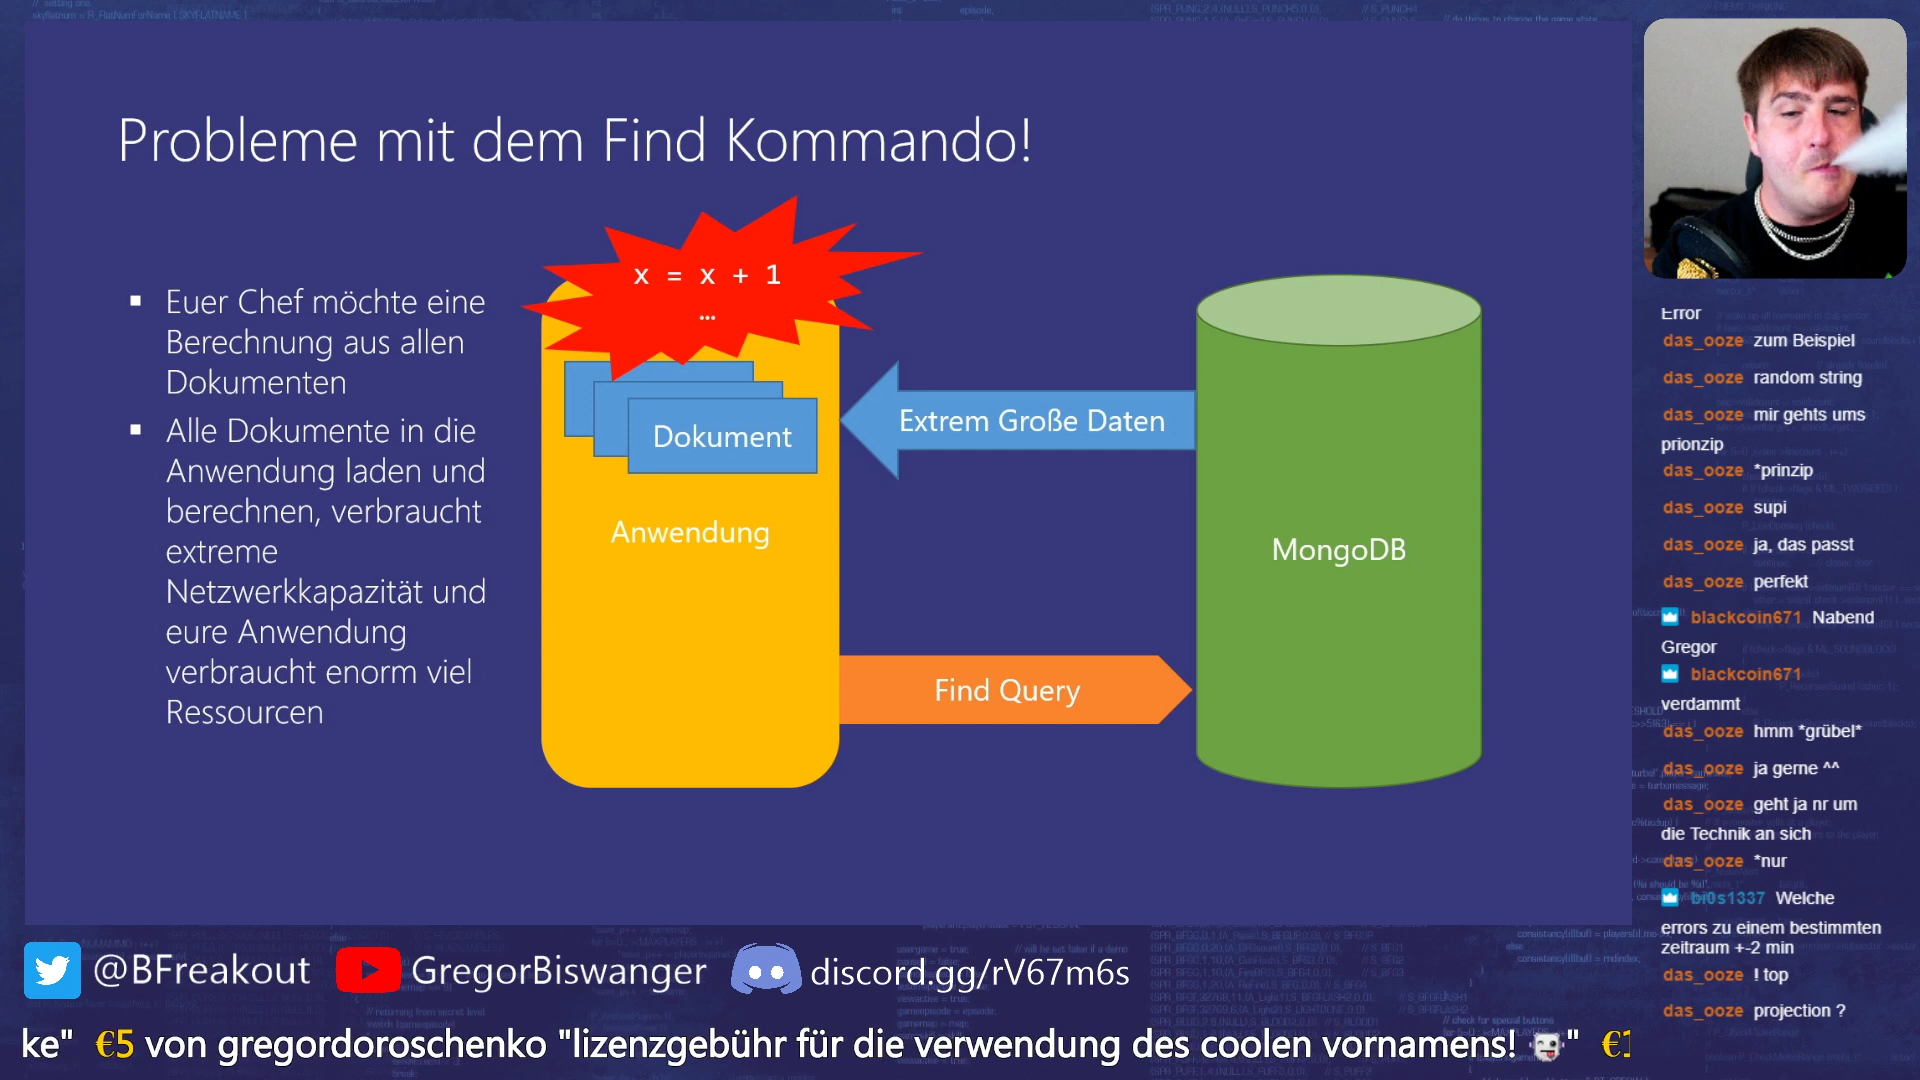 Probleme mit dem Find Kommando!
▪ Euer Chef möchte eine
Berechnung aus allen
Dokumenten
▪ Alle Dokumente in die
Anwendung laden und
berechnen, verbraucht
extreme
Netzwerkkapazität und
eure Anwendung
verbraucht enorm viel
Ressourcen
x = x + 1
...
Dokument
Anwendung
Extrem Große Daten
Find Query
MongoDB
Error
das_ooze zum Beispiel
das_ooze random string
das_ooze mir gehts ums
prionzip
das_ooze *prinzip
das_ooze supi
das_ooze ja, das passt
das_ooze perfekt
blackcoin671 Nabend
Gregor
blackcoin671
verdammt
das_ooze hmm *grübel*
das_ooze ja gerne ^^
das_ooze geht ja nr um
die Technik an sich
das_ooze *nur
bi0s1337 Welche
errors zu einem bestimmten
zeitraum +-2 min
das_ooze ! top
das_ooze projection ?
@BFreakout GregorBiswanger discord.gg/rV67m6s
ke" €5 von gregordoroschenko "lizenzgebühr für die verwendung des coolen vornamens! 😜"